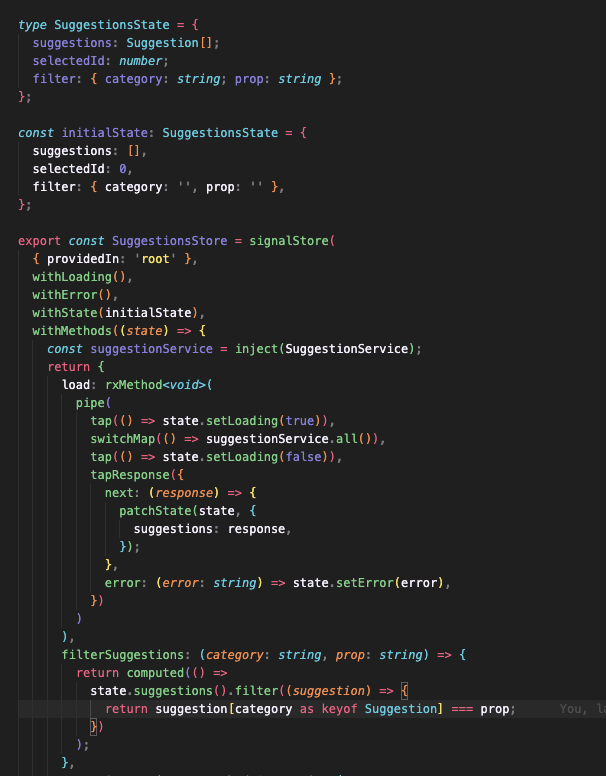 type SuggestionsState = {
  suggestions: Suggestion[];
  selectedId: number;
  filter: { category: string; prop: string };
};

const initialState: SuggestionsState = {
  suggestions: [],
  selectedId: 0,
  filter: { category: '', prop: '' },
};

export const SuggestionsStore = signalStore(
  { providedIn: 'root' },
  withLoading(),
  withError(),
  withState(initialState),
  withMethods((state) => {
    const suggestionService = inject(SuggestionService);
    return {
      load: rxMethod<void>(
        pipe(
          tap(() => state.setLoading(true)),
          switchMap(() => suggestionService.all()),
          tap(() => state.setLoading(false)),
          tapResponse({
            next: (response) => {
              patchState(state, {
                suggestions: response,
              });
            },
            error: (error: string) => state.setError(error),
          })
        )
      ),
      filterSuggestions: (category: string, prop: string) => {
        return computed(() =>
          state.suggestions().filter((suggestion) => {
            return suggestion[category as keyof Suggestion] === prop; You,
          })
        );
      },